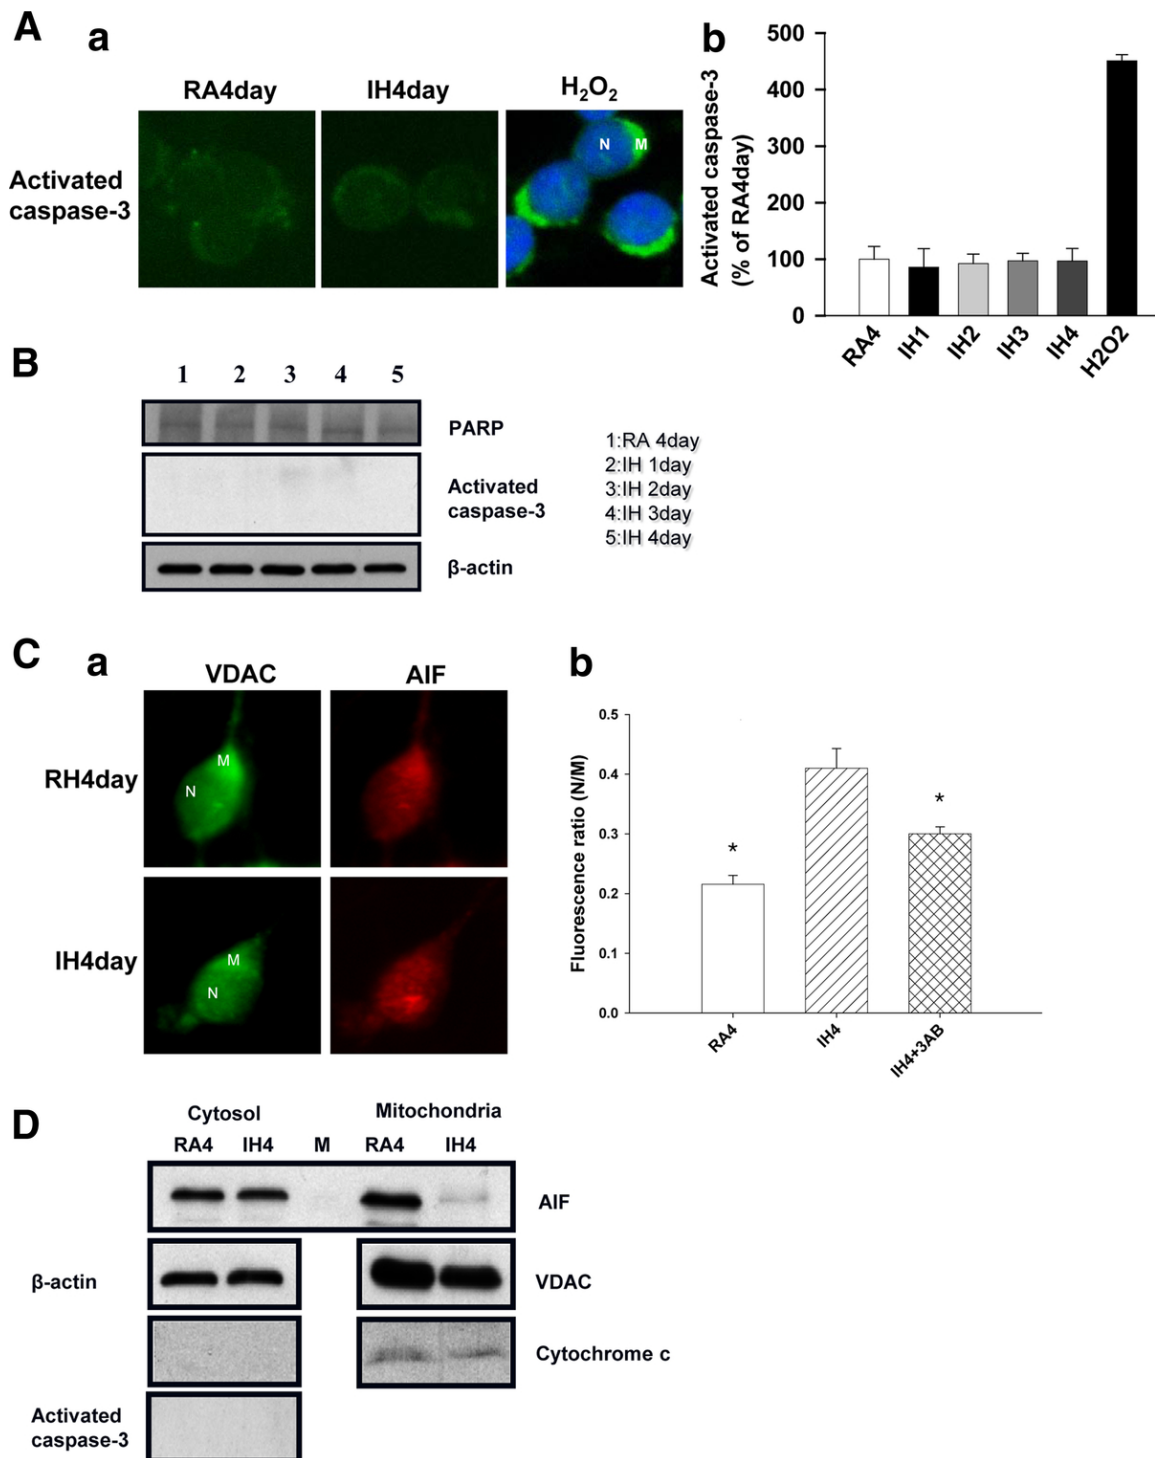 A
a
RA4day IH4day H2O2
N M
Activated
caspase-3
b
Activated caspase-3
(% of RA4day)
500
400
300
200
100
0
RA4 IH1 IH2 IH3 IH4 H2O2
B
1 2 3 4 5
PARP
Activated
caspase-3
β-actin
1:RA 4day
2:IH 1day
3:IH 2day
4:IH 3day
5:IH 4day
C
a
VDAC AIF
RH4day
M
N
IH4day
M
N
b
Fluorescence ratio (N/M)
0.5
0.4
0.3
0.2
0.1
0.0
* *
RA4 IH4 IH4+3AB
D
Cytosol Mitochondria
RA4 IH4 M RA4 IH4
AIF
β-actin VDAC
Cytochrome c
Activated
caspase-3